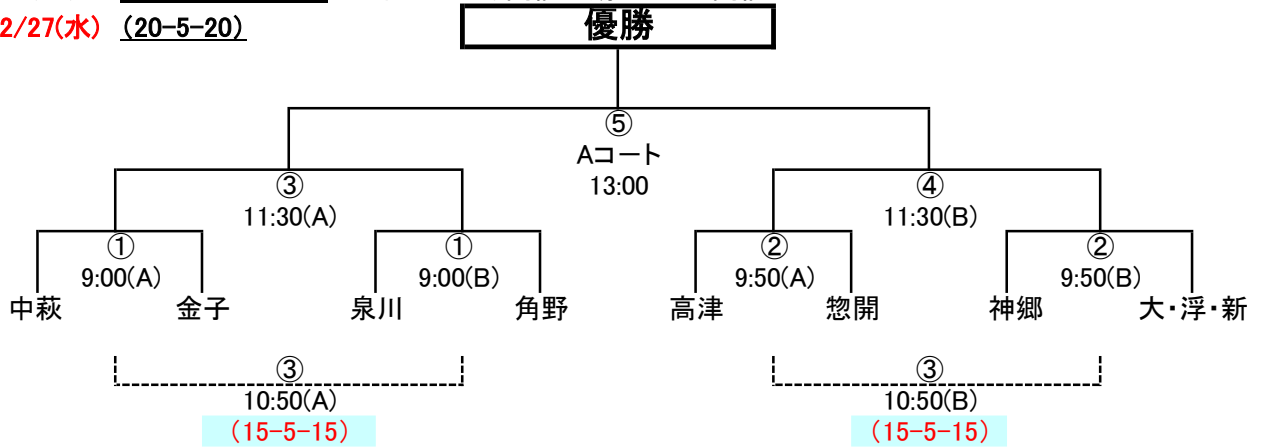 2/27(水) (20-5-20)
優勝
⑤
Aコート
13:00
③ ④
11:30(A) 11:30(B)
① ① ② ②
9:00(A) 9:00(B) 9:50(A) 9:50(B)
中萩 金子 泉川 角野 高津 惣開 神郷 大・浮・新
③ ③
10:50(A) 10:50(B)
(15-5-15) (15-5-15)